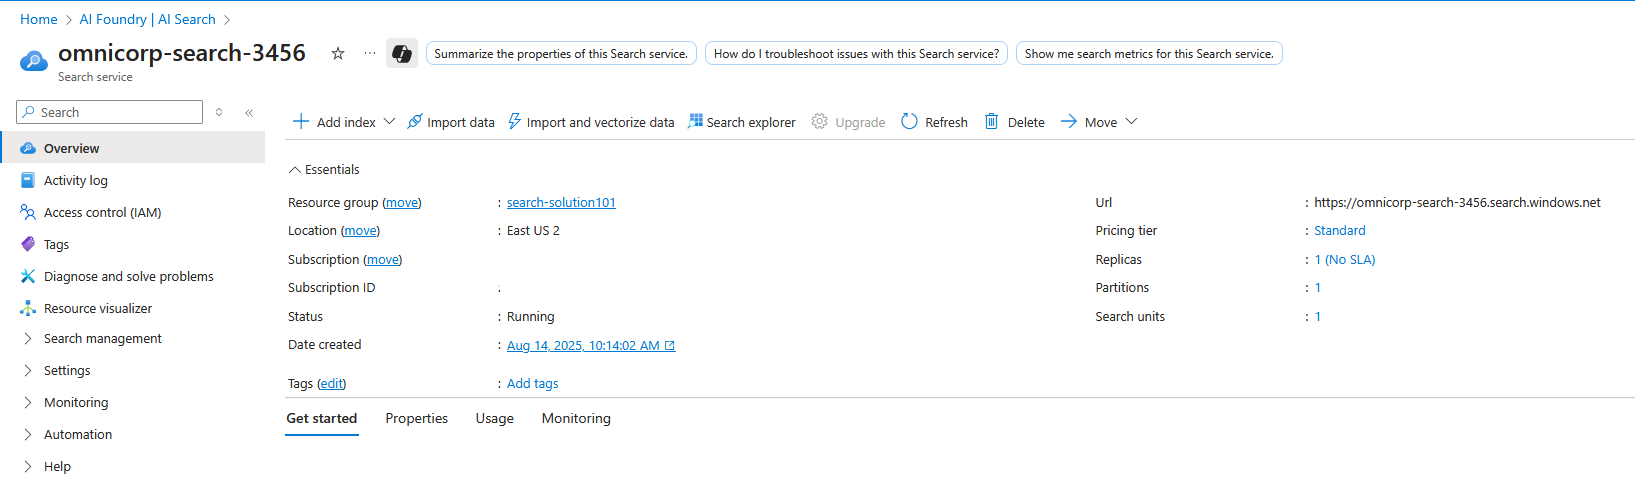 Home > AI Foundry | AI Search >
omnicorp-search-3456
Search service
Summarize the properties of this Search service.
How do I troubleshoot issues with this Search service?
Show me search metrics for this Search service.
Search
Overview
Activity log
Access control (IAM)
Tags
Diagnose and solve problems
Resource visualizer
Search management
Settings
Monitoring
Automation
Help
Add index Import data Import and vectorize data Search explorer Upgrade Refresh Delete Move
Essentials
Resource group (move) : search-solution101
Location (move) : East US 2
Subscription (move)
Subscription ID
Status : Running
Date created : Aug 14, 2025, 10:14:02 AM
Tags (edit) : Add tags
Url : https://omnicorp-search-3456.search.windows.net
Pricing tier : Standard
Replicas : 1 (No SLA)
Partitions : 1
Search units : 1
Get started Properties Usage Monitoring